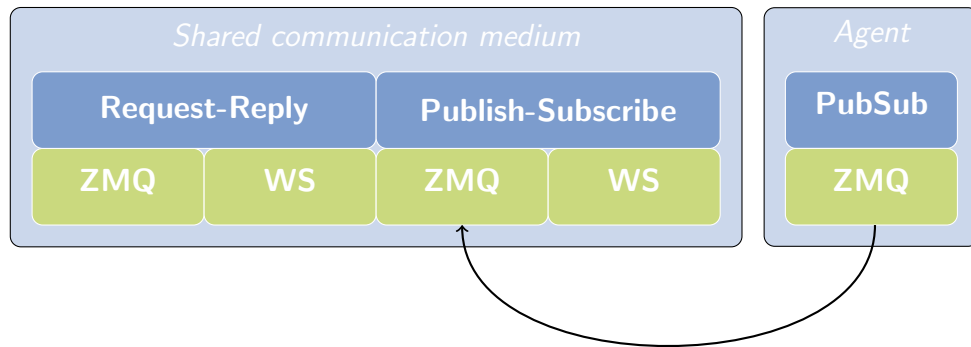 Shared communication medium
Agent
Request-Reply
Publish-Subscribe
PubSub
ZMQ
WS
ZMQ
WS
ZMQ